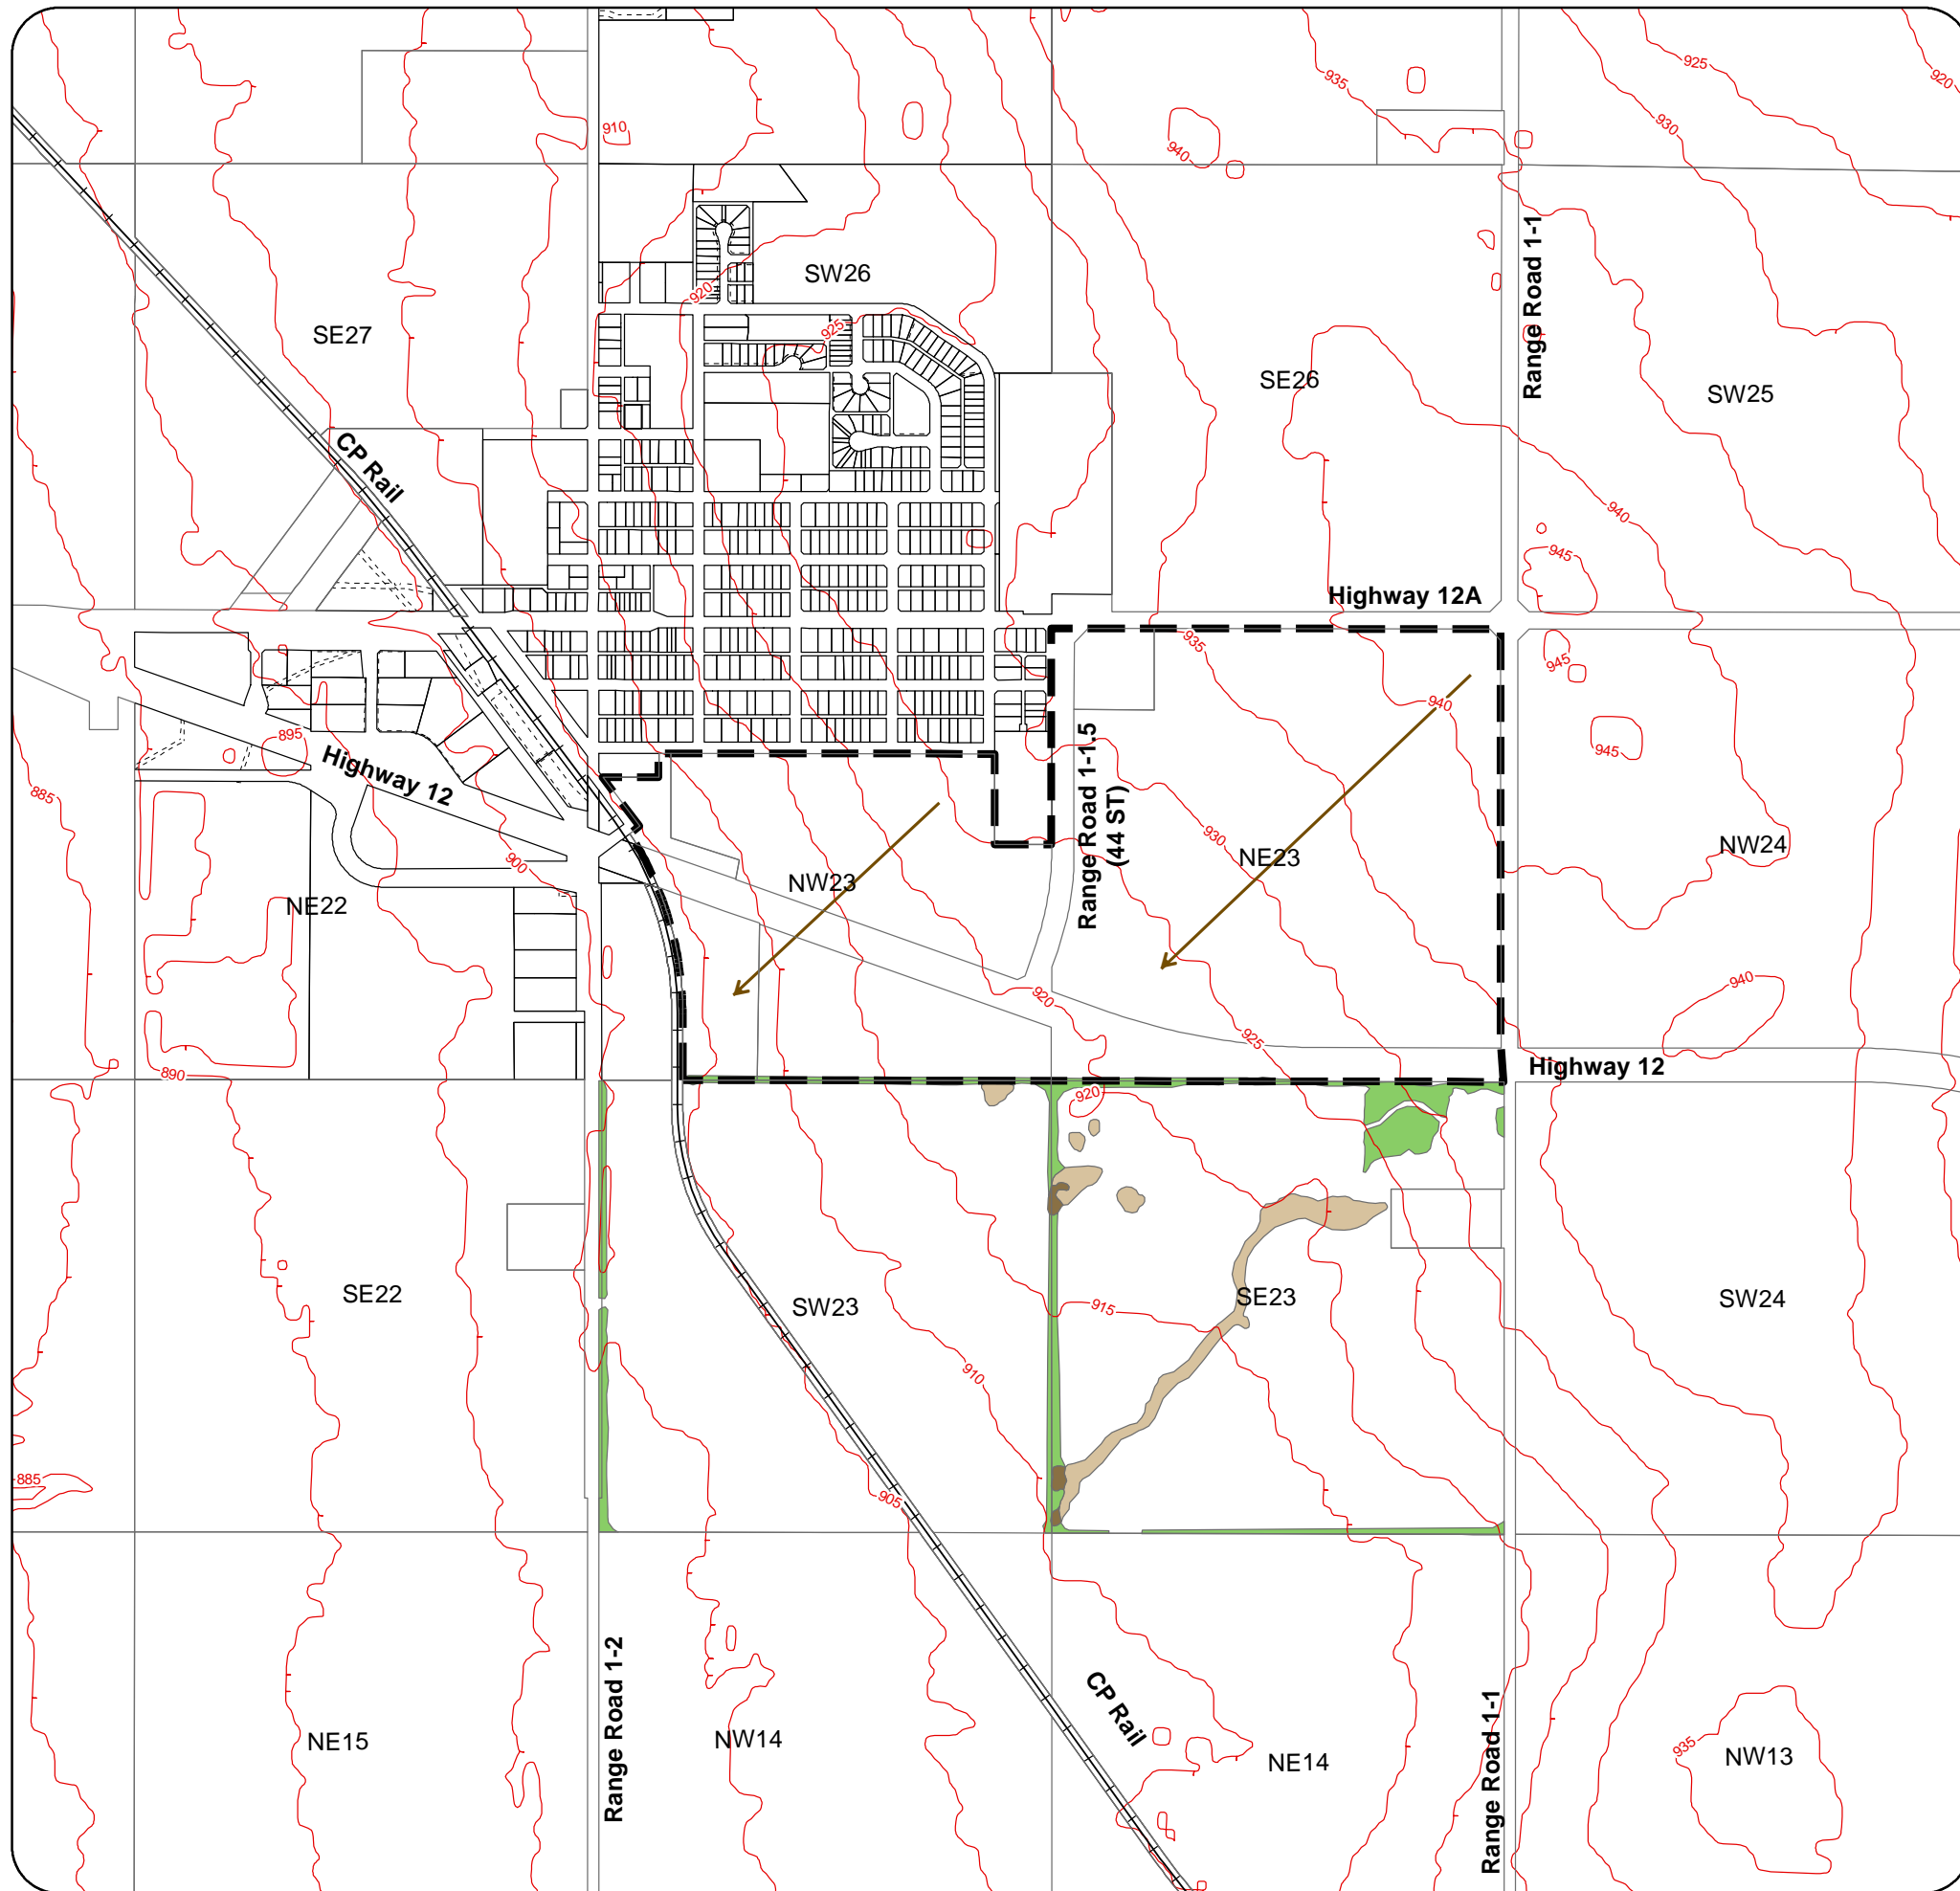 925
920
935
930
910
940
Range Road 1-1
SW26
920
925
SE27
SE26
SW25
CP Rail
940
945
Highway 12A
935
945
940
895
945
Highway 12
885
Range Road 1-1.5
(44 ST)
930
NW24
900
NW23
NE23
NE22
940
920
925
890
Highway 12
920
SE22
SW23
915
SE23
SW24
910
885
905
Range Road 1-2
CP Rail
Range Road 1-1
NE15
NW14
NE14
935
NW13